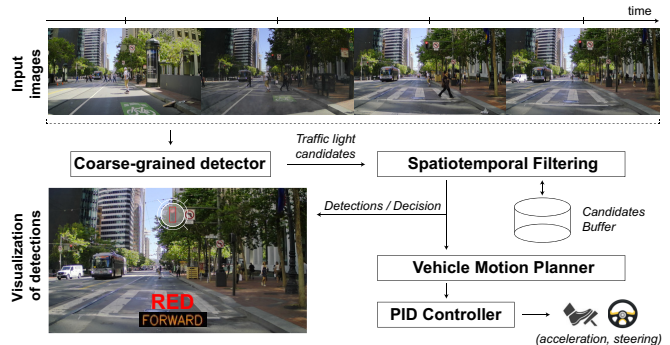 time
Input
images
Coarse-grained detector
Traffic light
candidates
Spatiotemporal Filtering
Detections / Decision
Candidates
Buffer
Visualization
of detections
RED
FORWARD
Vehicle Motion Planner
PID Controller
(acceleration, steering)